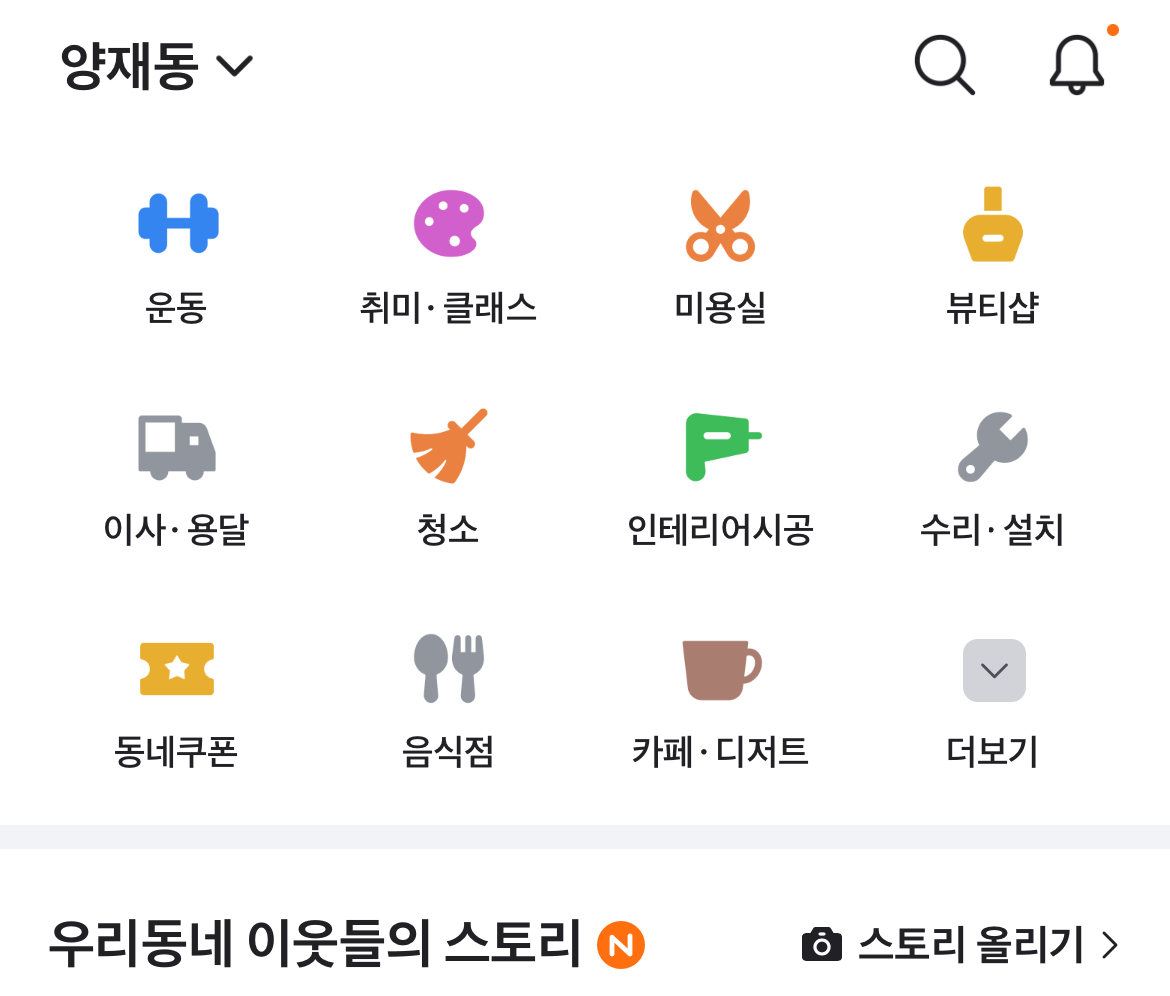 양재동
운동 취미·클래스 미용실 뷰티샵
이사·용달 청소 인테리어시공 수리·설치
동네쿠폰 음식점 카페·디저트 더보기
우리동네 이웃들의 스토리 N 스토리 올리기